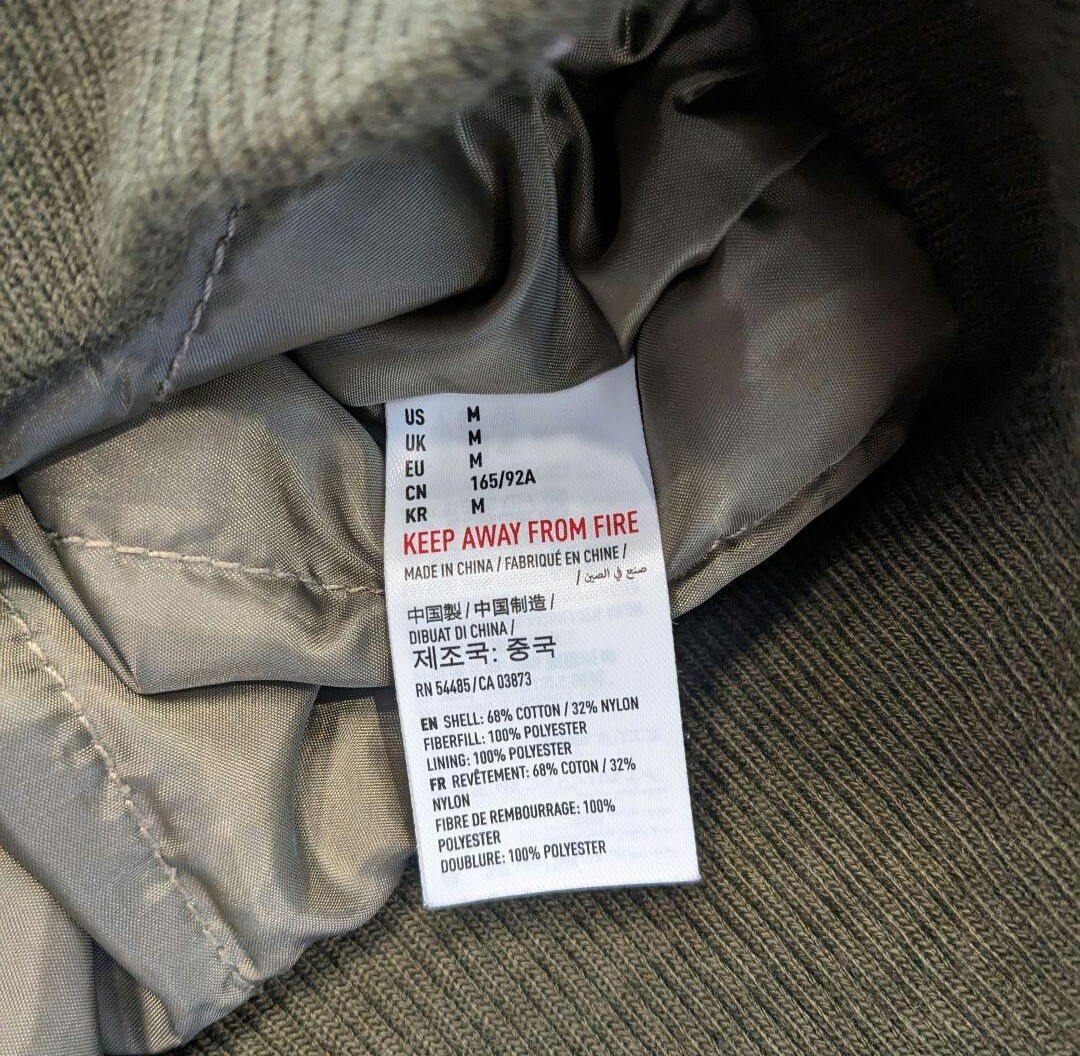 US M
UK M
EU M
CN 165/92A
KR M
KEEP AWAY FROM FIRE
MADE IN CHINA / FABRIQUÉ EN CHINE /
صنع في الصين /
中国製 / 中国制造 /
DIBUAT DI CHINA /
제조국: 중국
RN 54485 / CA 03873
EN SHELL: 68% COTTON / 32% NYLON
FIBERFILL: 100% POLYESTER
LINING: 100% POLYESTER
FR REVÊTEMENT: 68% COTON / 32%
NYLON
FIBRE DE REMBOURRAGE: 100%
POLYESTER
DOUBLURE: 100% POLYESTER